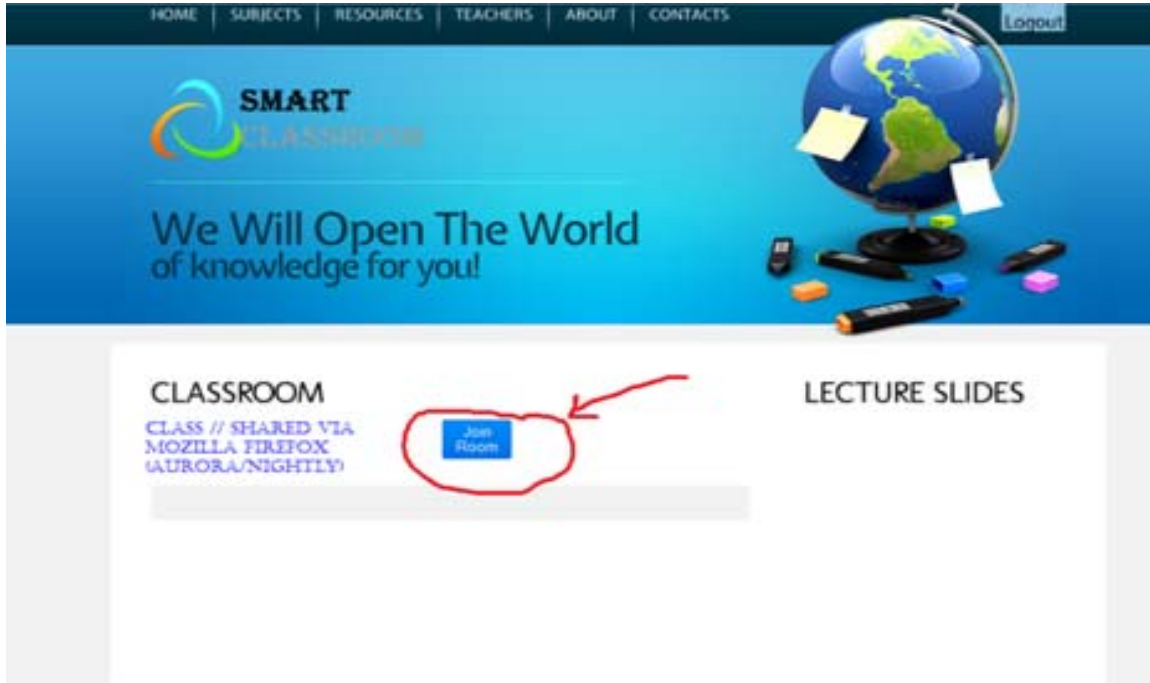 HOME SUBJECTS RESOURCES TEACHERS ABOUT CONTACTS
Logout
SMART
CLASSROOM
We Will Open The World
of knowledge for you!
CLASSROOM
CLASS // SHARED VIA
MOZILLA FIREFOX
(AURORA/NIGHTLY)
Join
Room
LECTURE SLIDES